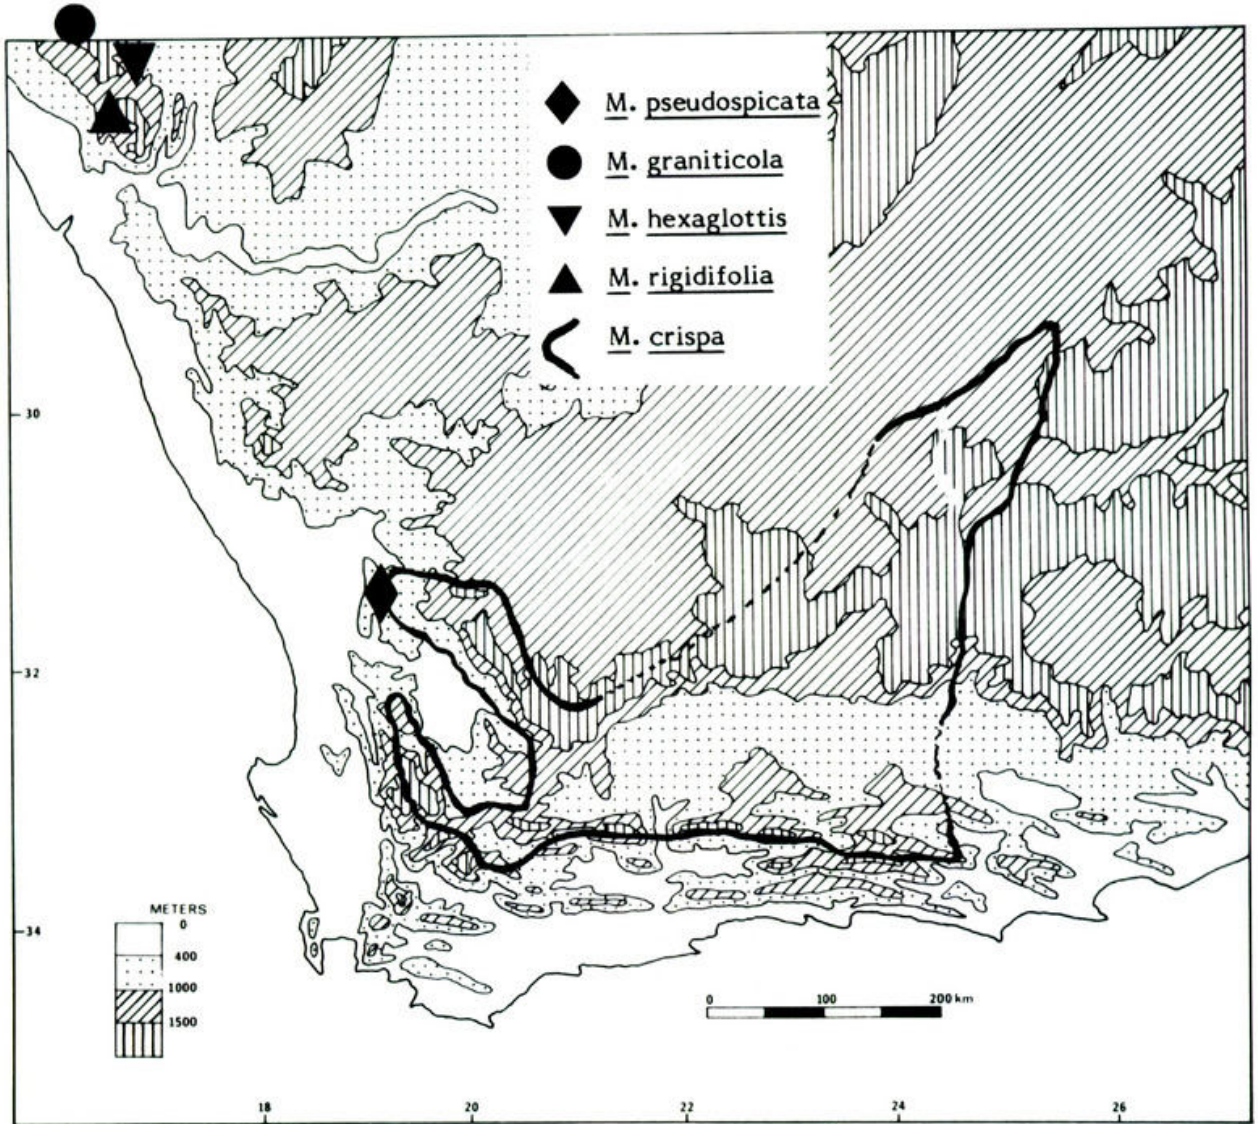 M. pseudospicata
M. graniticola
M. hexaglottis
M. rigidifolia
M. crispa
30
32
34
METERS
0
400
1000
1500
0 100 200 km
18 20 22 24 26